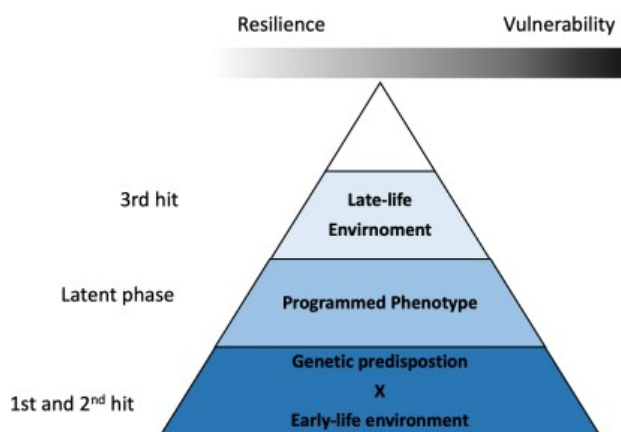 Resilience Vulnerability
3rd hit
Late-life
Envirnoment
Latent phase
Programmed Phenotype
Genetic predispostion
X
1st and 2nd hit
Early-life environment